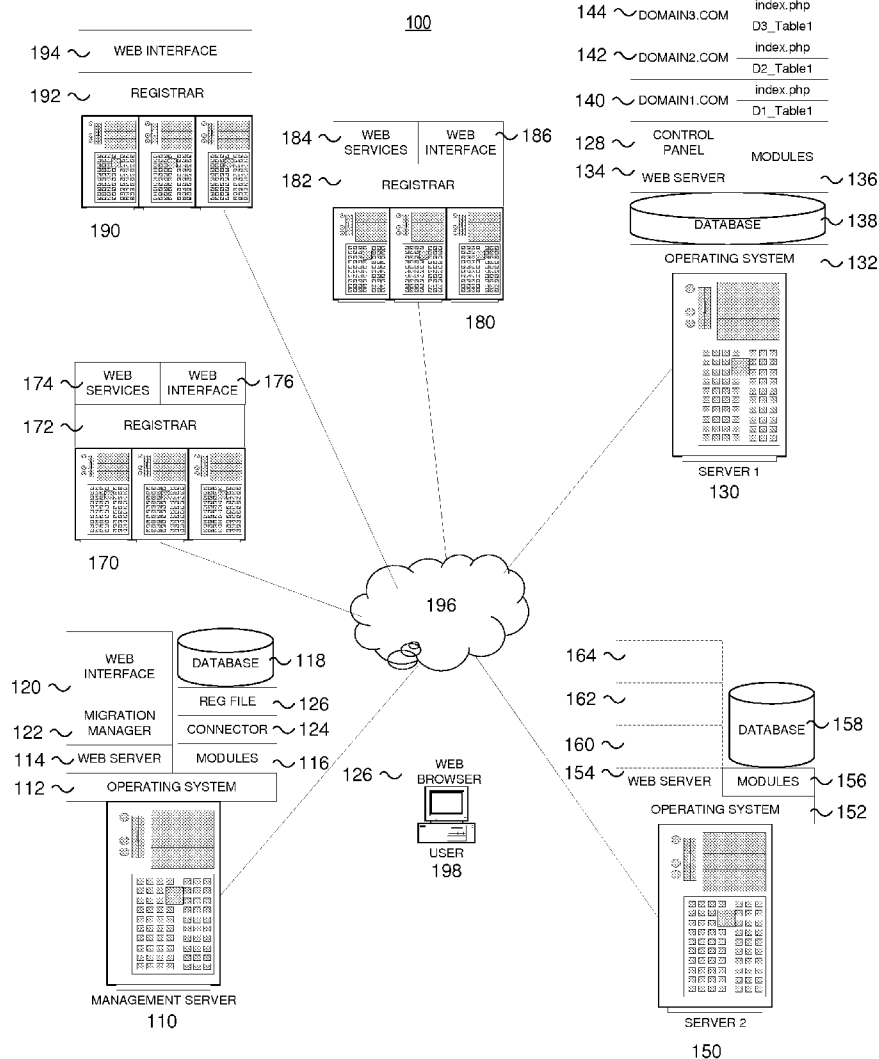 100
194 WEB INTERFACE
192 REGISTRAR
190
184 WEB SERVICES WEB INTERFACE 186
182 REGISTRAR
180
144 DOMAIN3.COM index.php
D3_Table1
142 DOMAIN2.COM index.php
D2_Table1
140 DOMAIN1.COM index.php
D1_Table1
128 CONTROL PANEL
MODULES
134 WEB SERVER 136
DATABASE 138
OPERATING SYSTEM 132
SERVER 1
130
174 WEB SERVICES WEB INTERFACE 176
172 REGISTRAR
170
196
120 WEB INTERFACE
DATABASE 118
REG FILE 126
122 MIGRATION MANAGER
CONNECTOR 124
114 WEB SERVER MODULES 116
112 OPERATING SYSTEM
MANAGEMENT SERVER
110
126 WEB BROWSER
USER
198
164
162
160
DATABASE 158
154 WEB SERVER MODULES 156
OPERATING SYSTEM 152
SERVER 2
150